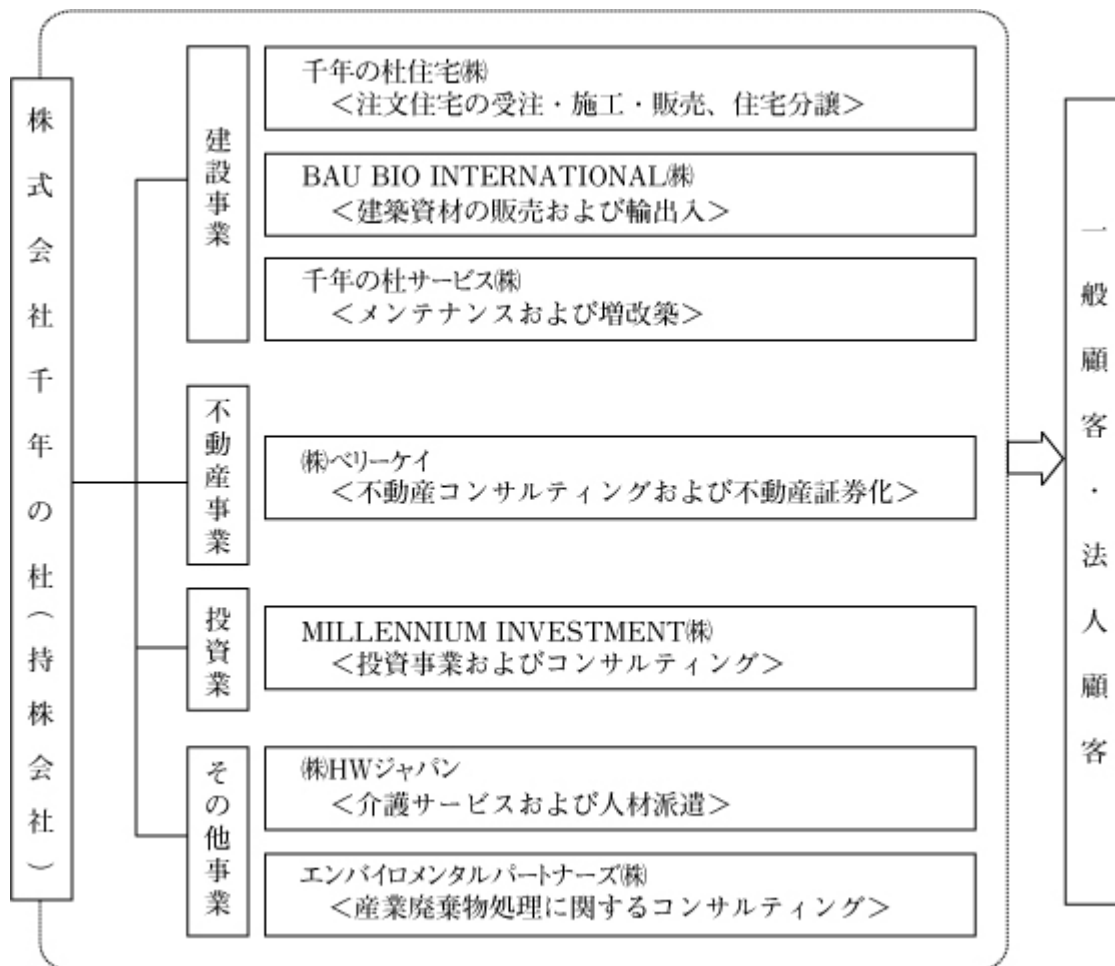 株式会社千年の杜（持株会社）
建設事業
千年の杜住宅㈱
＜注文住宅の受注・施工・販売、住宅分譲＞
BAU BIO INTERNATIONAL㈱
＜建築資材の販売および輸出入＞
千年の杜サービス㈱
＜メンテナンスおよび増改築＞
不動産事業
㈱ベリーケイ
＜不動産コンサルティングおよび不動産証券化＞
投資業
MILLENNIUM INVESTMENT㈱
＜投資事業およびコンサルティング＞
その他事業
㈱HWジャパン
＜介護サービスおよび人材派遣＞
エンバイロメンタルパートナーズ㈱
＜産業廃棄物処理に関するコンサルティング＞
一般顧客・法人顧客